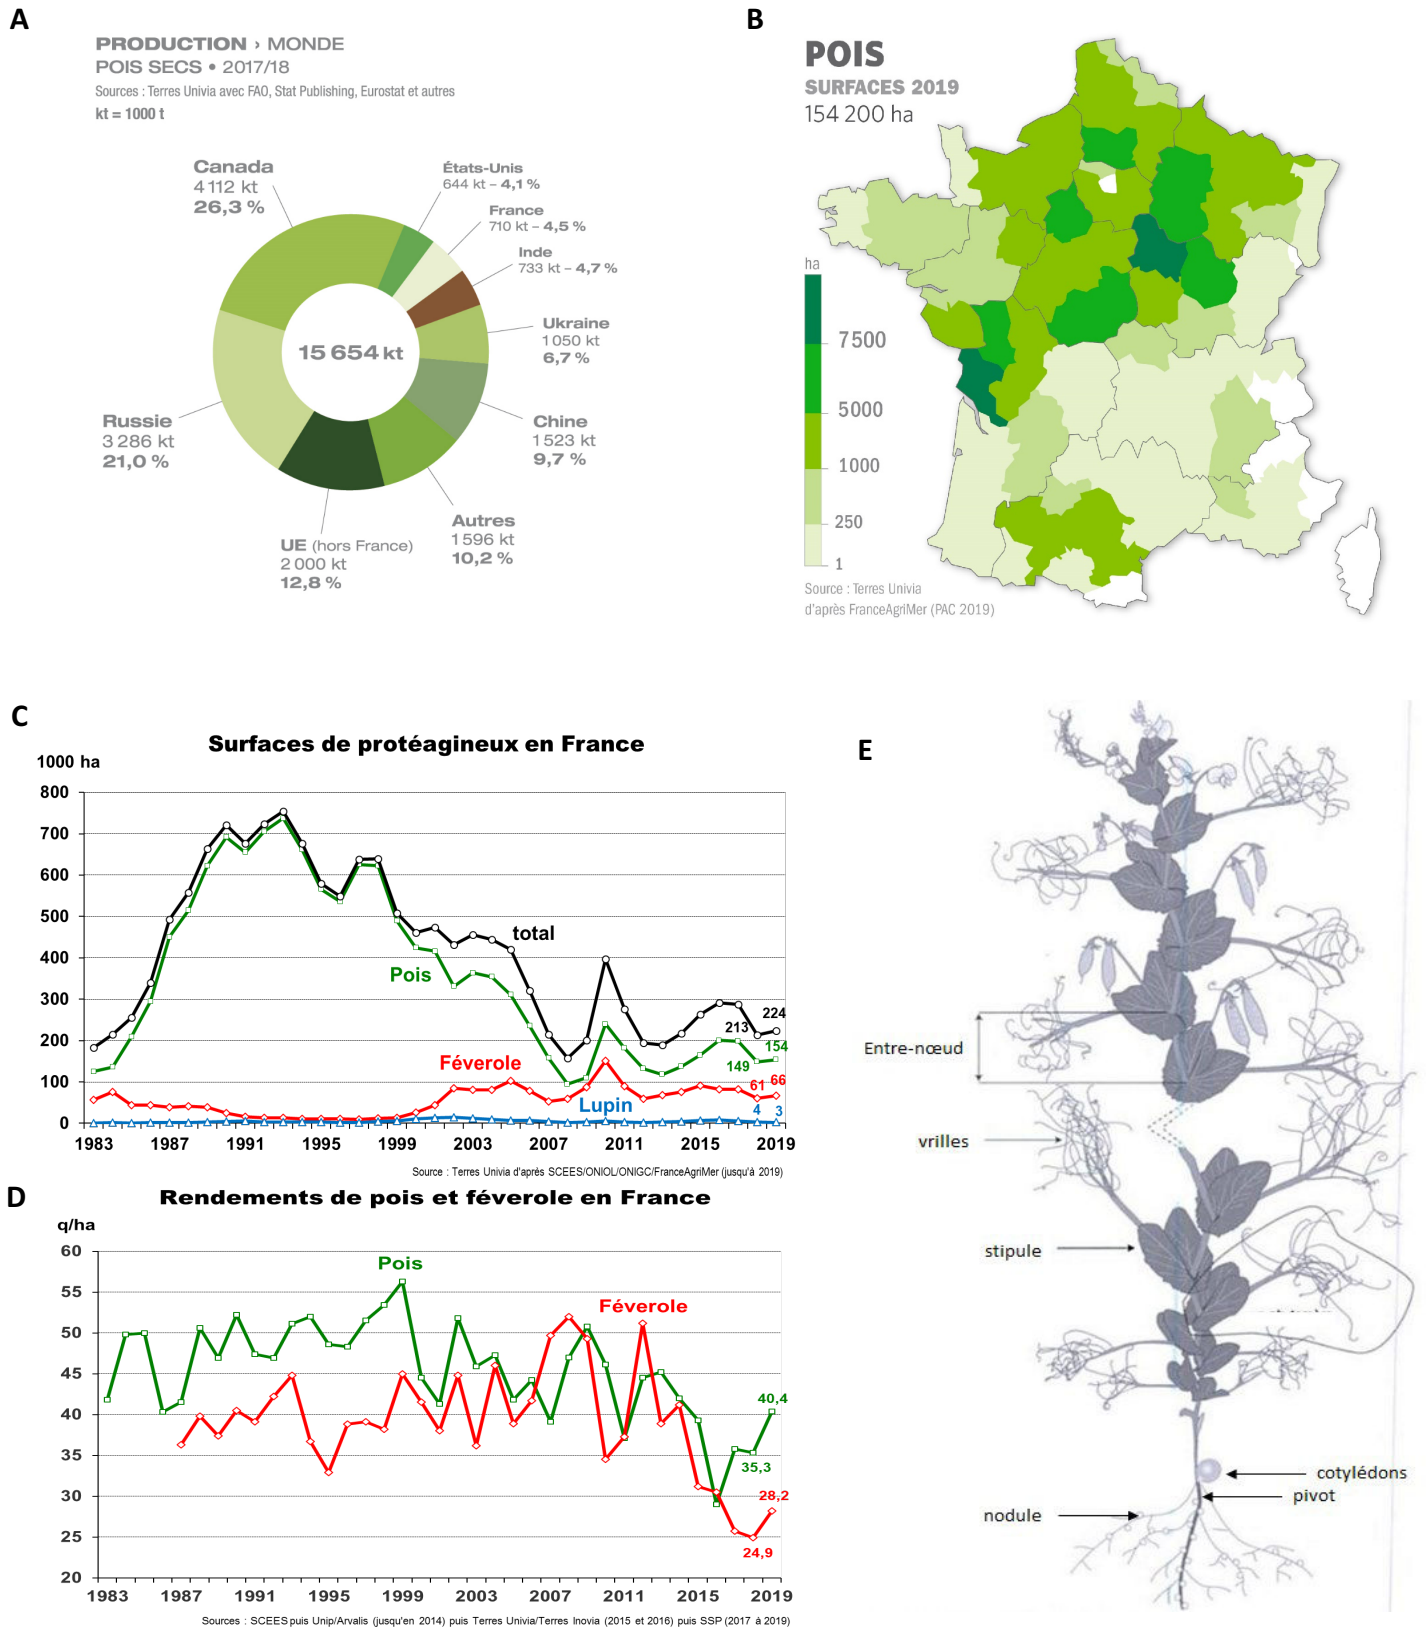 A
PRODUCTION › MONDE
POIS SECS • 2017/18
Sources : Terres Univia avec FAO, Stat Publishing, Eurostat et autres
kt = 1000 t
Canada
4 112 kt
26,3 %
États-Unis
644 kt – 4,1 %
France
710 kt – 4,5 %
Inde
733 kt – 4,7 %
Ukraine
1 050 kt
6,7 %
15 654 kt
Russie
3 286 kt
21,0 %
Chine
1 523 kt
9,7 %
Autres
1 596 kt
10,2 %
UE (hors France)
2 000 kt
12,8 %
B
POIS
SURFACES 2019
154 200 ha
ha
7500
5000
1000
250
1
Source : Terres Univia
d'après FranceAgriMer (PAC 2019)
C
Surfaces de protéagineux en France
1000 ha
800
700
600
500
400
300
200
100
0
total
Pois
Féverole
Lupin
213
224
149
154
61
66
4
3
1983 1987 1991 1995 1999 2003 2007 2011 2015 2019
Source : Terres Univia d'après SCEES/ONIOL/ONIGC/FranceAgriMer (jusqu'à 2019)
D
Rendements de pois et féverole en France
q/ha
60
55
50
45
40
35
30
25
20
Pois
Féverole
40,4
35,3
28,2
24,9
1983 1987 1991 1995 1999 2003 2007 2011 2015 2019
Sources : SCEES puis Unip/Arvalis (jusqu'en 2014) puis Terres Univia/Terres Inovia (2015 et 2016) puis SSP (2017 à 2019)
E
Entre-nœud
vrilles
stipule
cotylédons
pivot
nodule